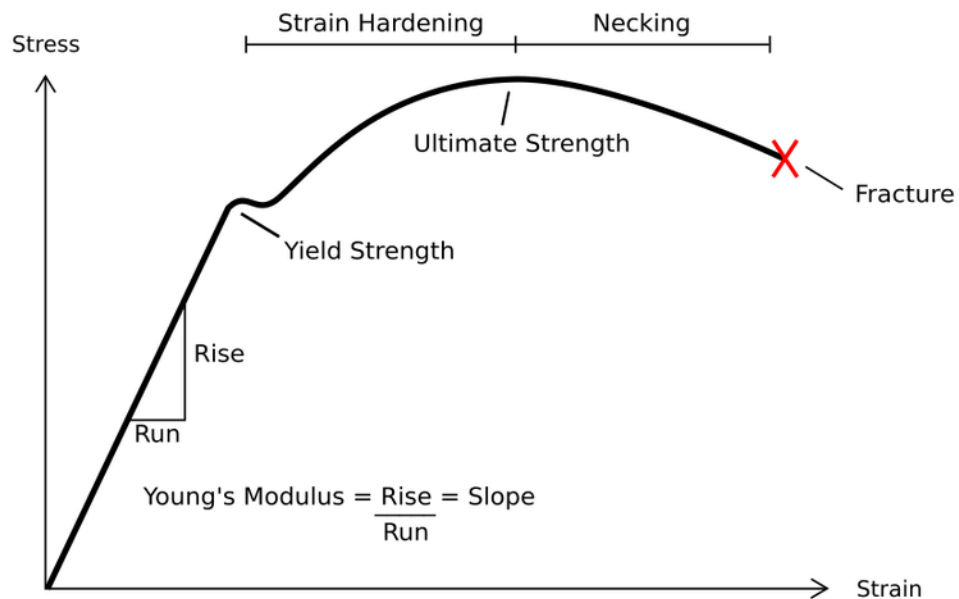 Strain Hardening
Necking
Stress
Ultimate Strength
Fracture
Yield Strength
Rise
Run
Young's Modulus = Rise = Slope
Run
Strain